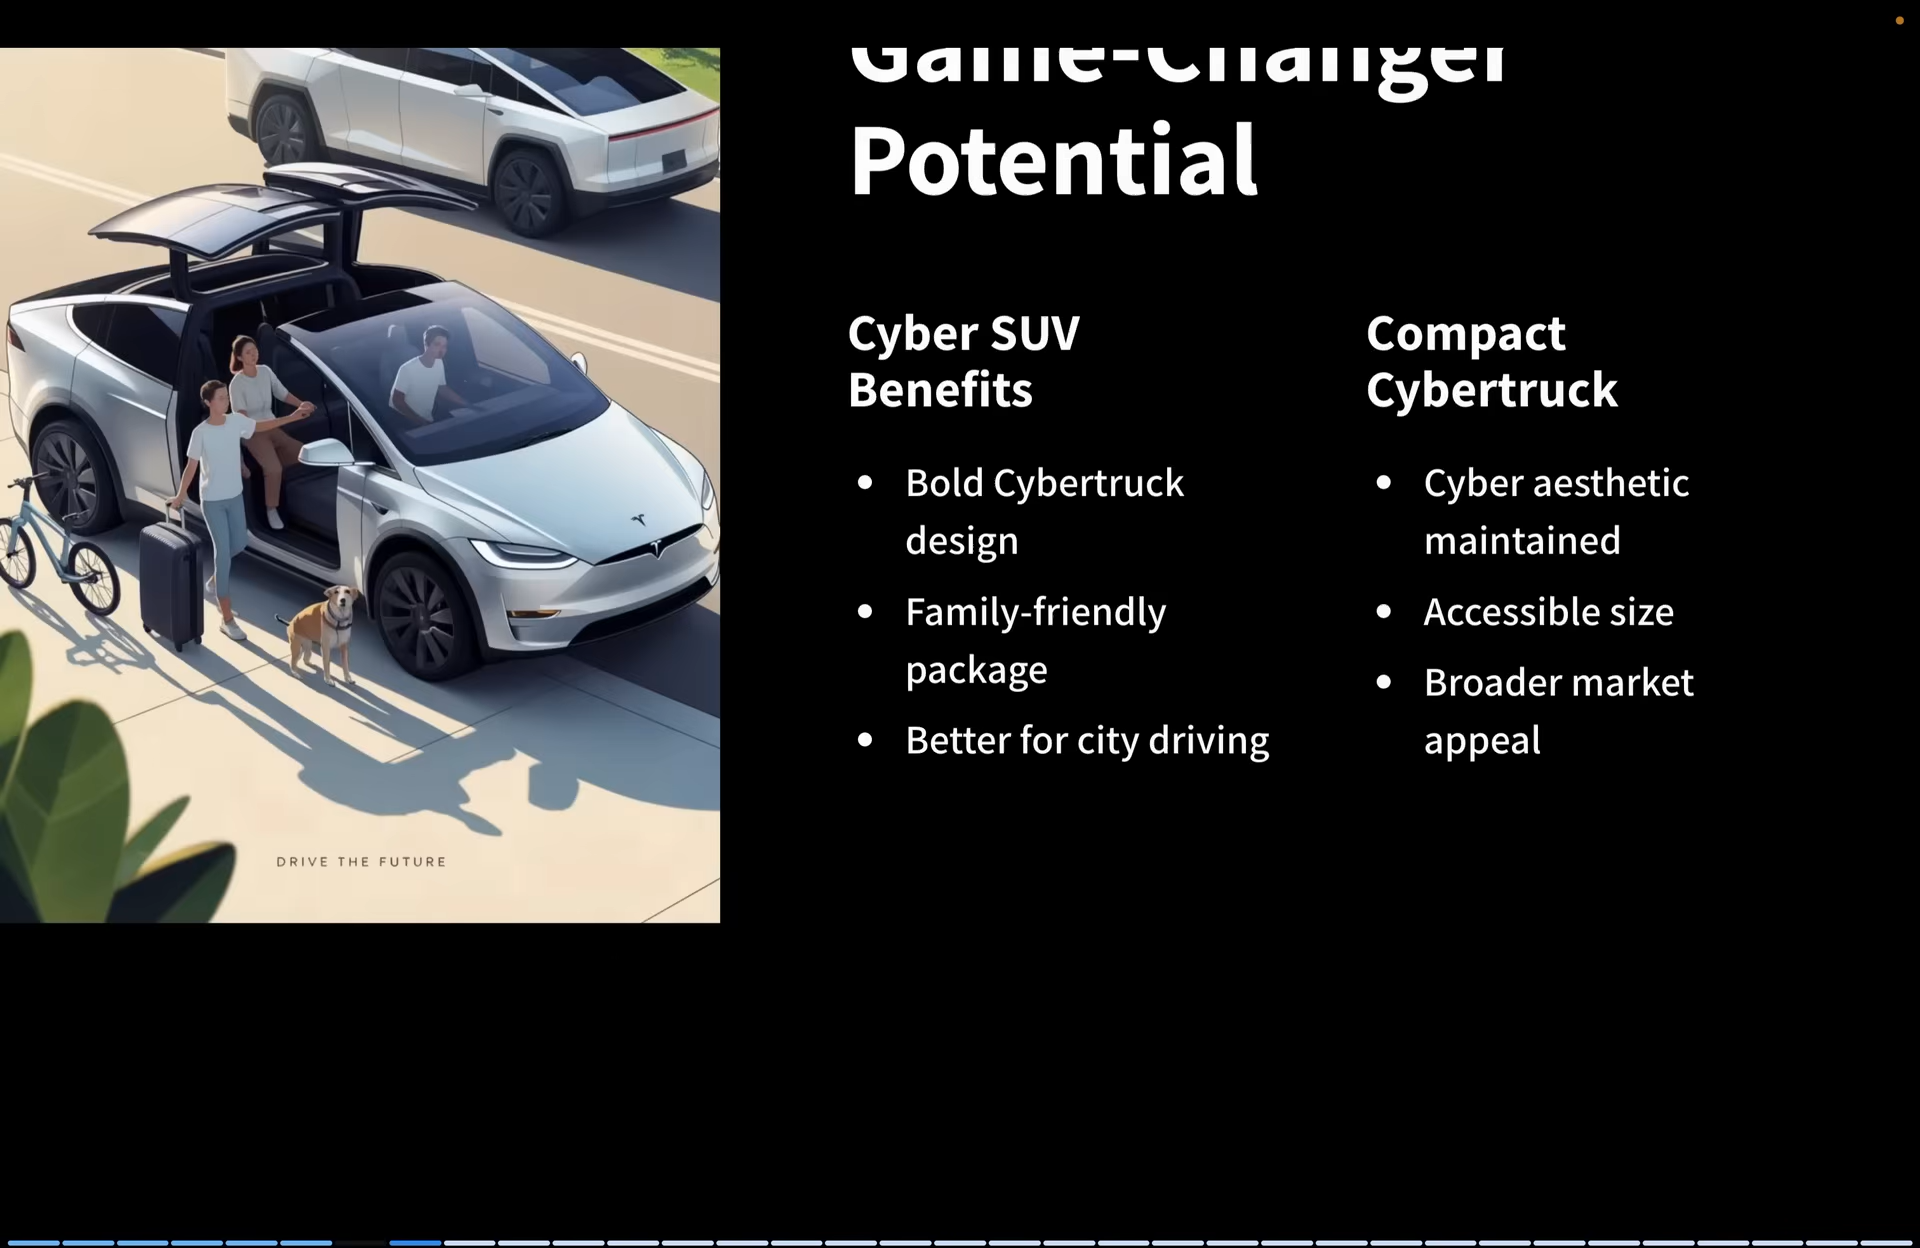 Game-Changer
Potential
Cyber SUV
Benefits
Bold Cybertruck
design
Family-friendly
package
Better for city driving
Compact
Cybertruck
Cyber aesthetic
maintained
Accessible size
Broader market
appeal
DRIVE THE FUTURE